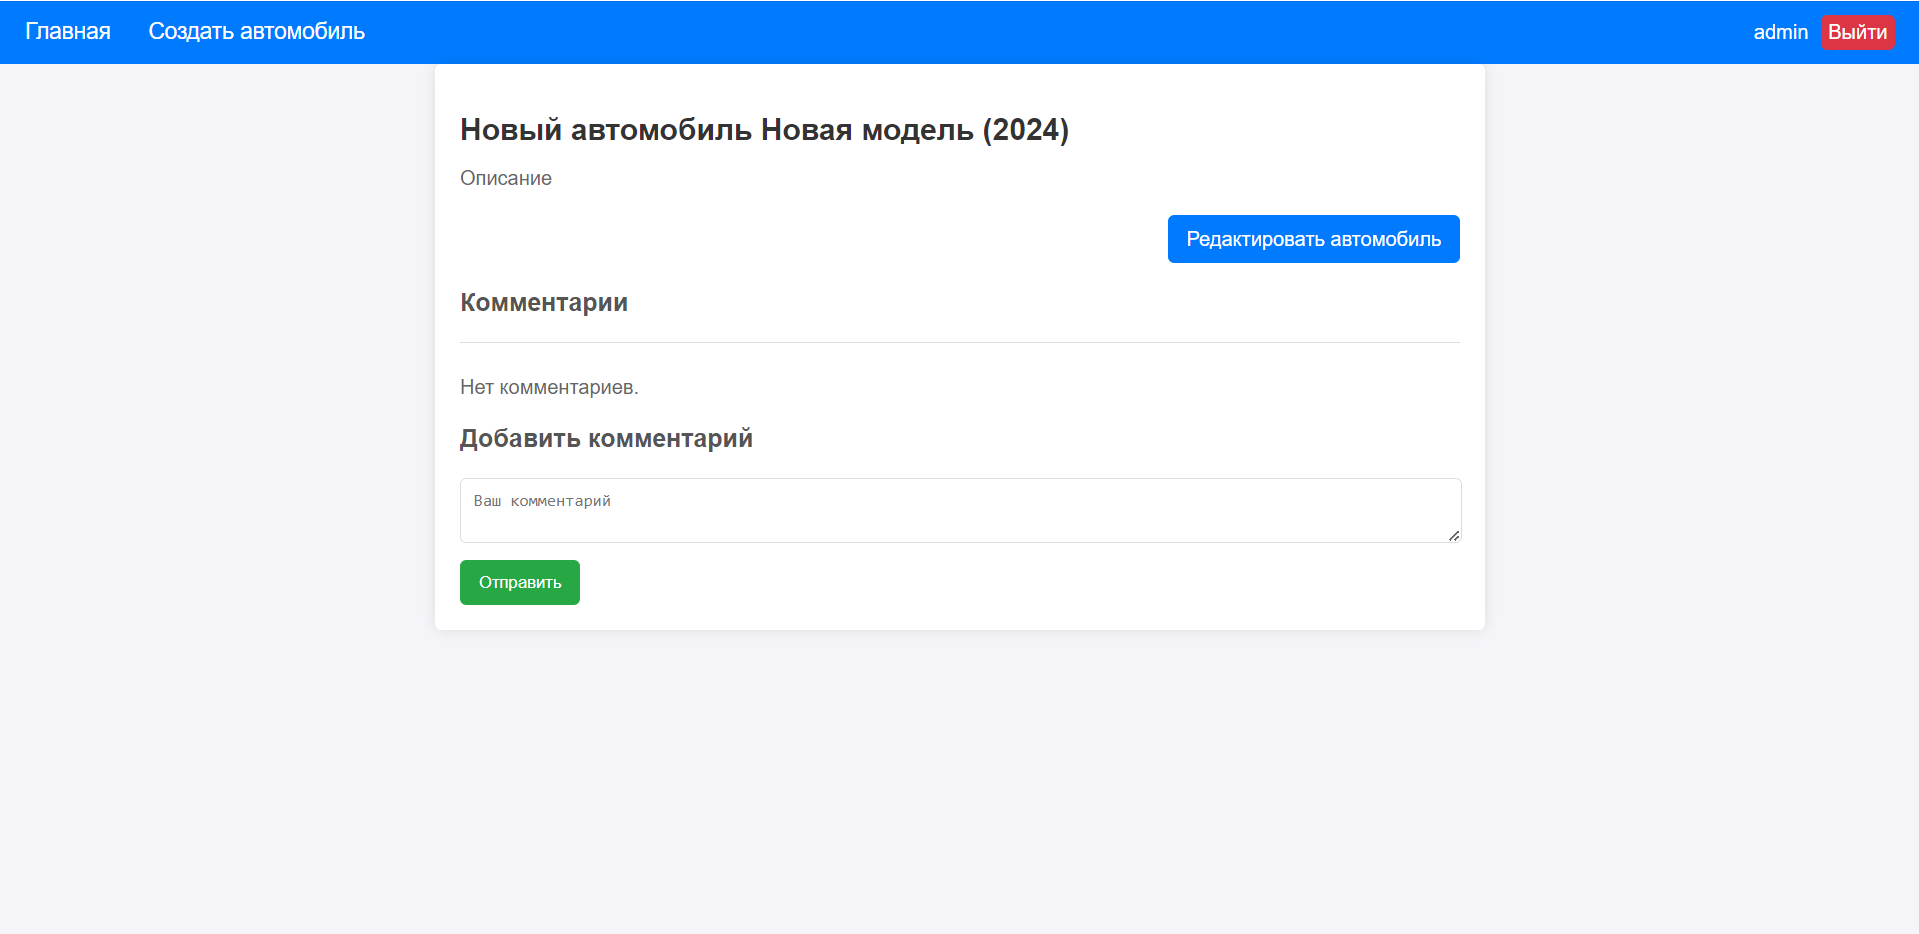 Главная Создать автомобиль admin Выйти
Новый автомобиль Новая модель (2024)
Описание
Редактировать автомобиль
Комментарии
Нет комментариев.
Добавить комментарий
Ваш комментарий
Отправить